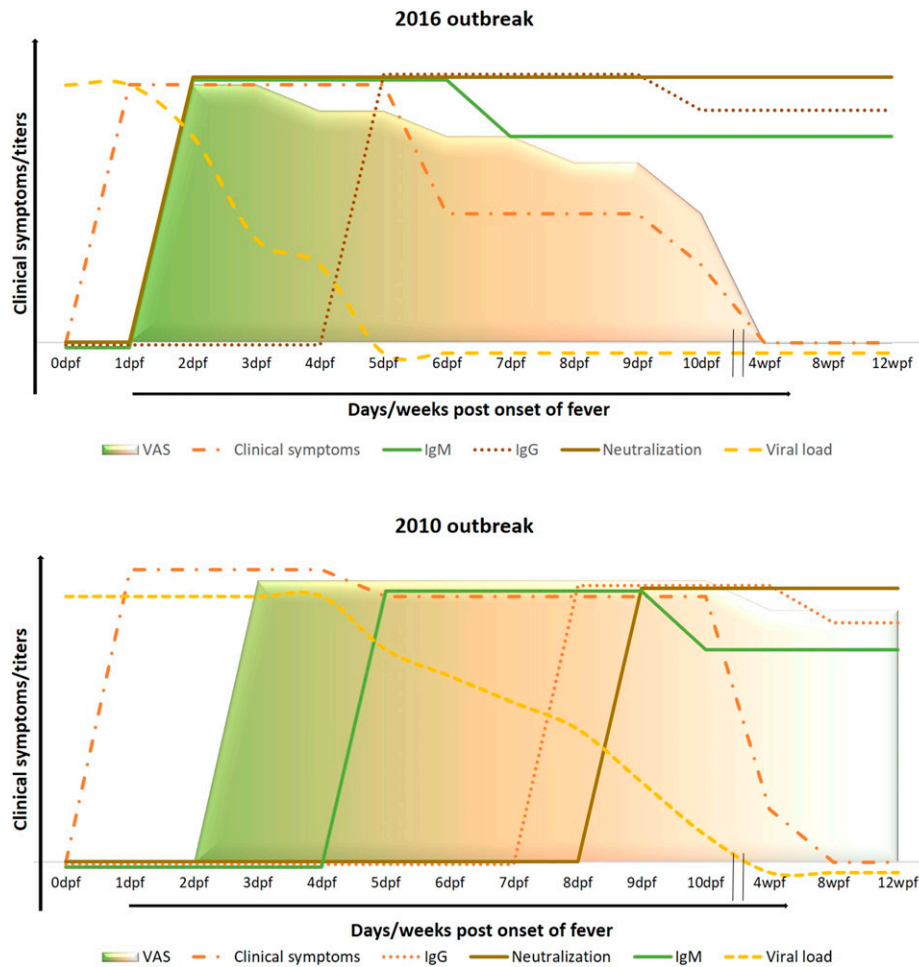 2016 outbreak
Clinical symptoms/titers
0dpf 1dpf 2dpf 3dpf 4dpf 5dpf 6dpf 7dpf 8dpf 9dpf 10dpf 4wpf 8wpf 12wpf
Days/weeks post onset of fever
VAS Clinical symptoms IgM IgG Neutralization Viral load
2010 outbreak
Clinical symptoms/titers
0dpf 1dpf 2dpf 3dpf 4dpf 5dpf 6dpf 7dpf 8dpf 9dpf 10dpf 4wpf 8wpf 12wpf
Days/weeks post onset of fever
VAS Clinical symptoms IgG Neutralization IgM Viral load